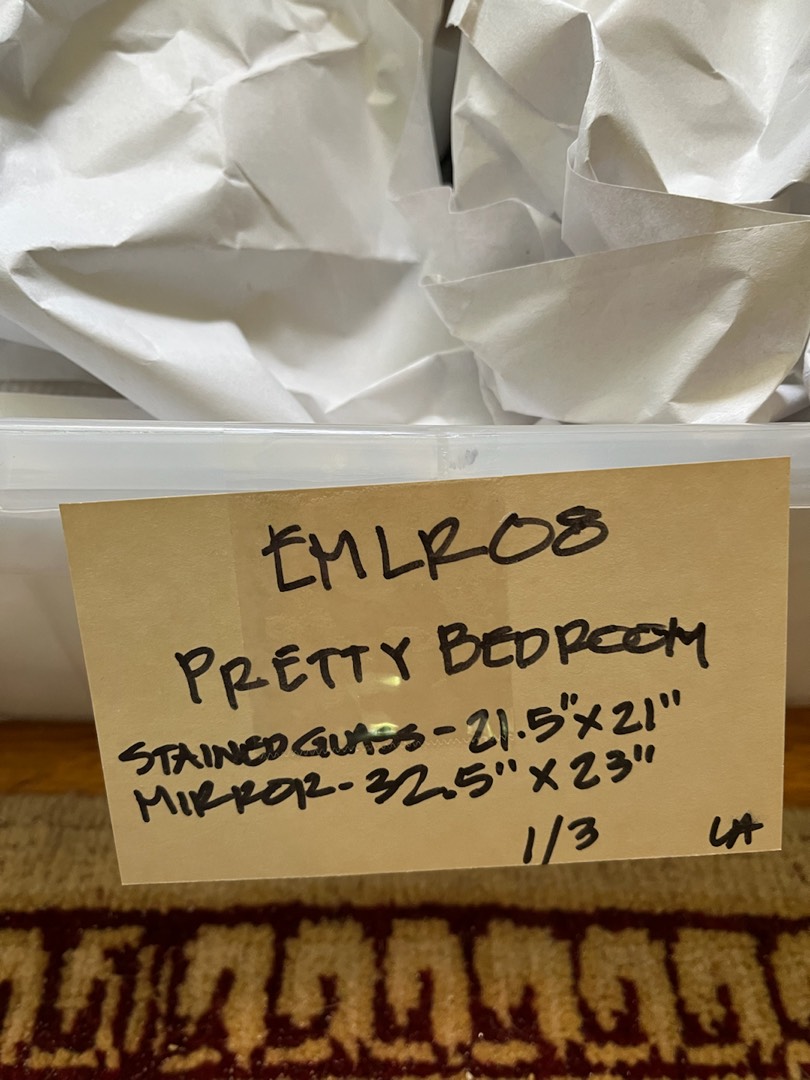 EMLR08
PRETTY BEDROOM
STAINED GLASS - 21.5" X 21"
MIRROR - 32.5" X 23"
1/3 LA